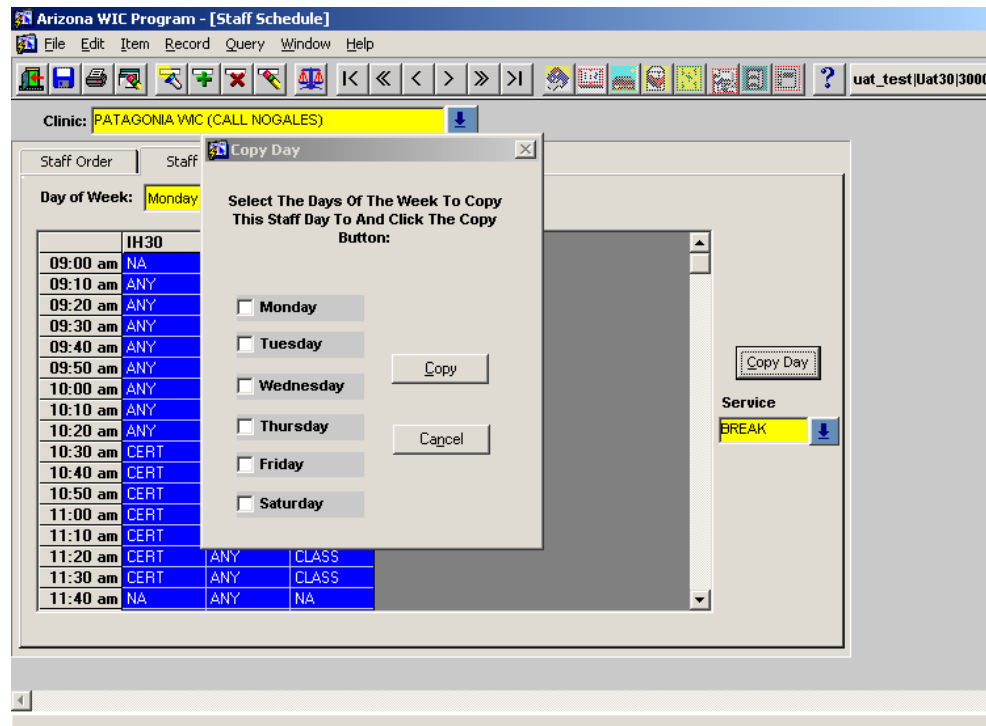 Arizona WIC Program - [Staff Schedule]
File Edit Item Record Query Window Help
? uat_test|Uat30|3000
Clinic: PATAGONIA WIC (CALL NOGALES)
Copy Day
Staff Order Staff
Day of Week: Monday
Select The Days Of The Week To Copy
This Staff Day To And Click The Copy
Button:
IH30
09:00 am NA
09:10 am ANY
09:20 am ANY
09:30 am ANY
09:40 am ANY
09:50 am ANY
10:00 am ANY
10:10 am ANY
10:20 am ANY
10:30 am CERT
10:40 am CERT
10:50 am CERT
11:00 am CERT
11:10 am CERT
11:20 am CERT ANY CLASS
11:30 am CERT ANY CLASS
11:40 am NA ANY NA
Monday
Tuesday
Wednesday
Thursday
Friday
Saturday
Copy
Cancel
Copy Day
Service
BREAK